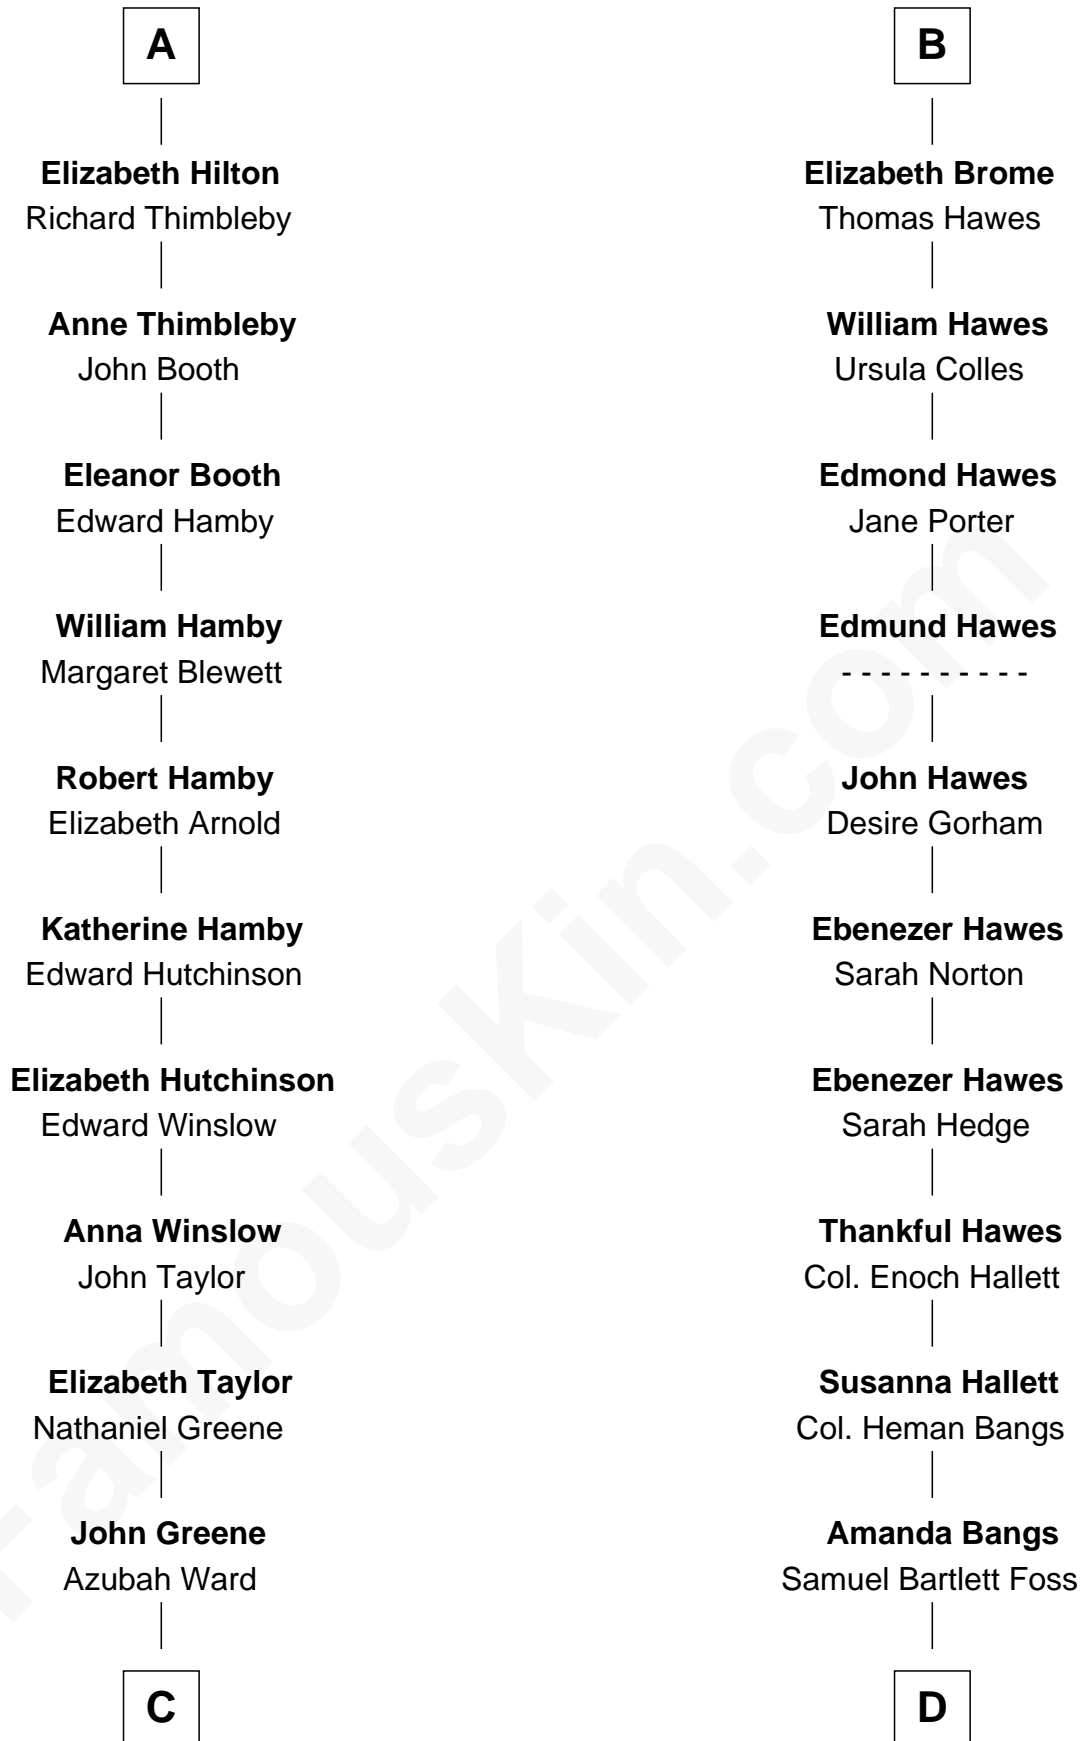 A
Elizabeth Hilton
Richard Thimbleby
Anne Thimbleby
John Booth
Eleanor Booth
Edward Hamby
William Hamby
Margaret Blewett
Robert Hamby
Elizabeth Arnold
Katherine Hamby
Edward Hutchinson
Elizabeth Hutchinson
Edward Winslow
Anna Winslow
John Taylor
Elizabeth Taylor
Nathaniel Greene
John Greene
Azubah Ward
C
B
Elizabeth Brome
Thomas Hawes
William Hawes
Ursula Colles
Edmond Hawes
Jane Porter
Edmund Hawes
- - - - - - - - - -
John Hawes
Desire Gorham
Ebenezer Hawes
Sarah Norton
Ebenezer Hawes
Sarah Hedge
Thankful Hawes
Col. Enoch Hallett
Susanna Hallett
Col. Heman Bangs
Amanda Bangs
Samuel Bartlett Foss
D
FamousKin.com